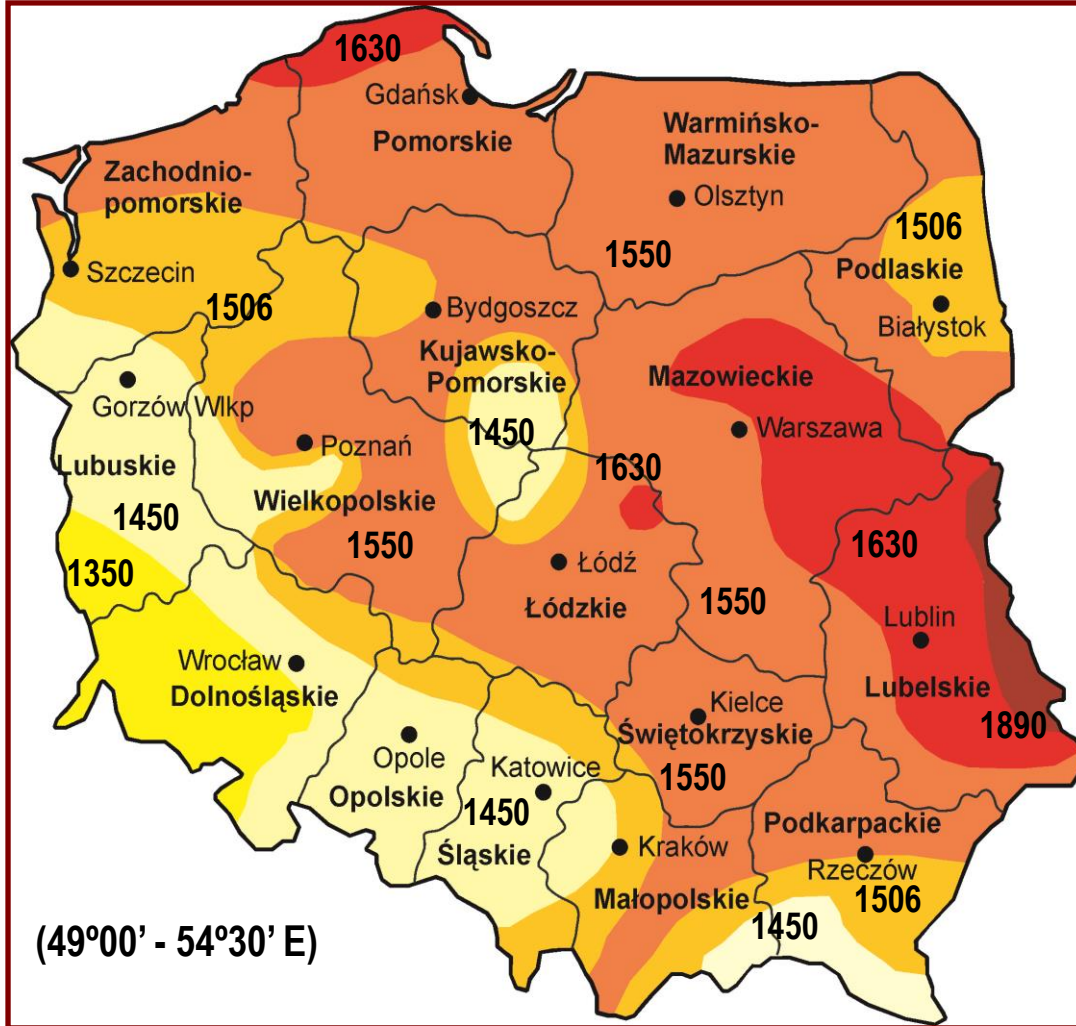 1630
Gdańsk
Pomorskie
Warmińsko-
Mazurskie
Zachodnio-
pomorskie
Olsztyn
1506
1550
Podlaskie
Szczecin
1506
Bydgoszcz
Białystok
Kujawsko-
Pomorskie
Mazowieckie
Gorzów Wlkp
1450
Poznań
Warszawa
Lubuskie
1630
Wielkopolskie
1450
1550
1630
1350
Łódź
1550
Łódzkie
Lublin
Wrocław
Dolnośląskie
Lubelskie
Kielce
Świętokrzyskie
1890
Opole
Katowice
1550
Opolskie
1450
Podkarpackie
Śląskie
Kraków
Rzeczów
Małopolskie
1506
1450
(49º00’ - 54º30’ E)